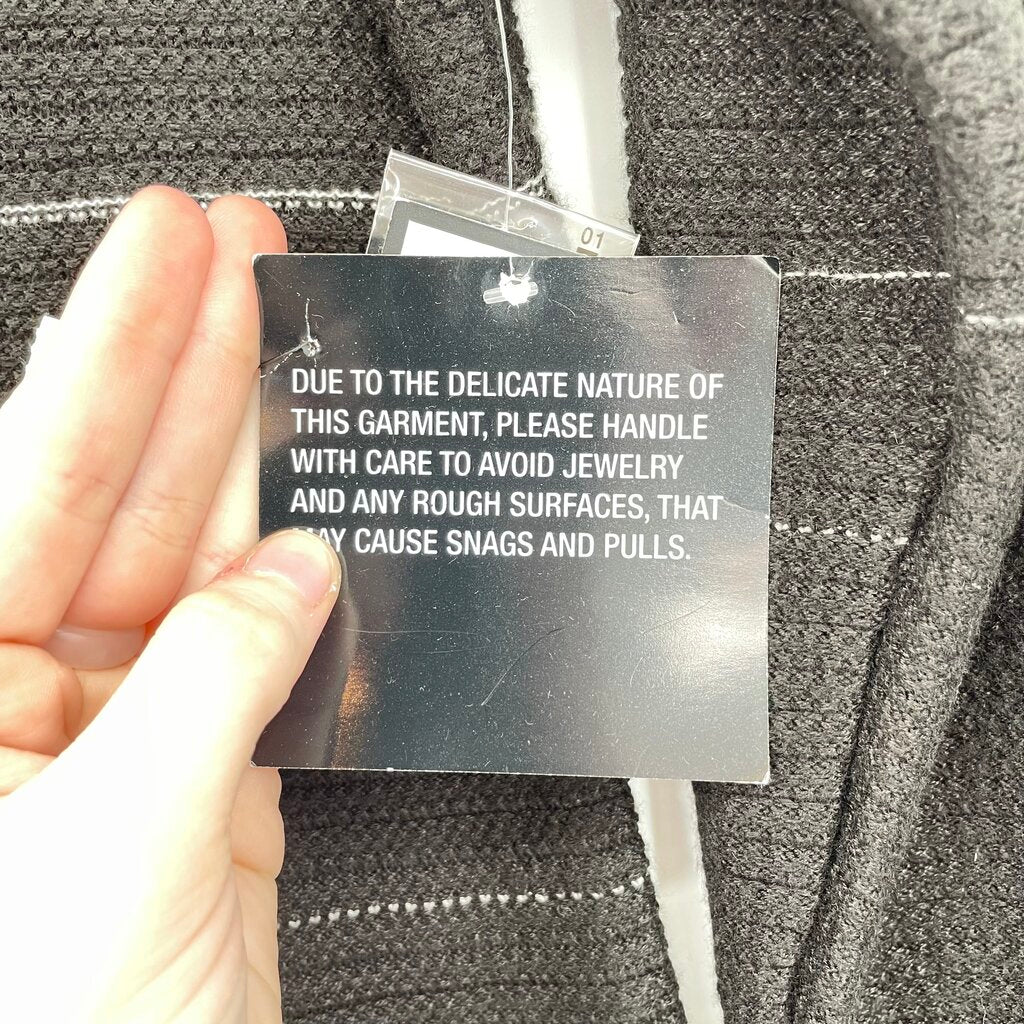 01
DUE TO THE DELICATE NATURE OF
THIS GARMENT, PLEASE HANDLE
WITH CARE TO AVOID JEWELRY
AND ANY ROUGH SURFACES, THAT
MAY CAUSE SNAGS AND PULLS.